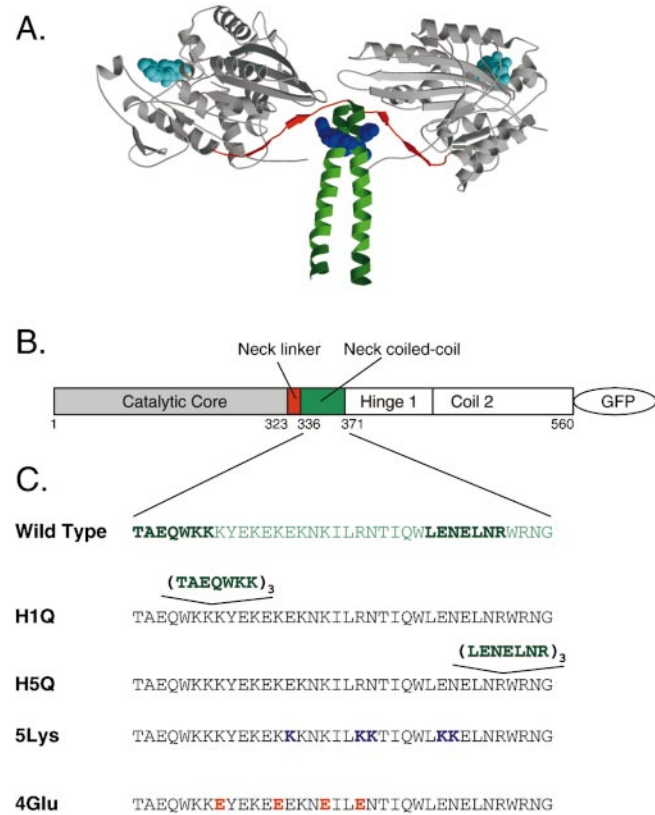 A.
B.
Neck linker
Neck coiled-coil
Catalytic Core
Hinge 1
Coil 2
GFP
1
323
336
371
560
C.
Wild Type TAEQWKKKYEKEKEKNKILRNTIQWLENELNRWRNG
(TAEQWKK)3
H1Q TAEQWKKKYEKEKEKNKILRNTIQWLENELNRWRNG
(LENELNR)3
H5Q TAEQWKKKYEKEKEKNKILRNTIQWLENELNRWRNG
5Lys TAEQWKKKYEKEKKKNKILKKTIQWLKKELNRWRNG
4Glu TAEQWKKEYEKEEEKNEILENTIQWLENELNRWRNG